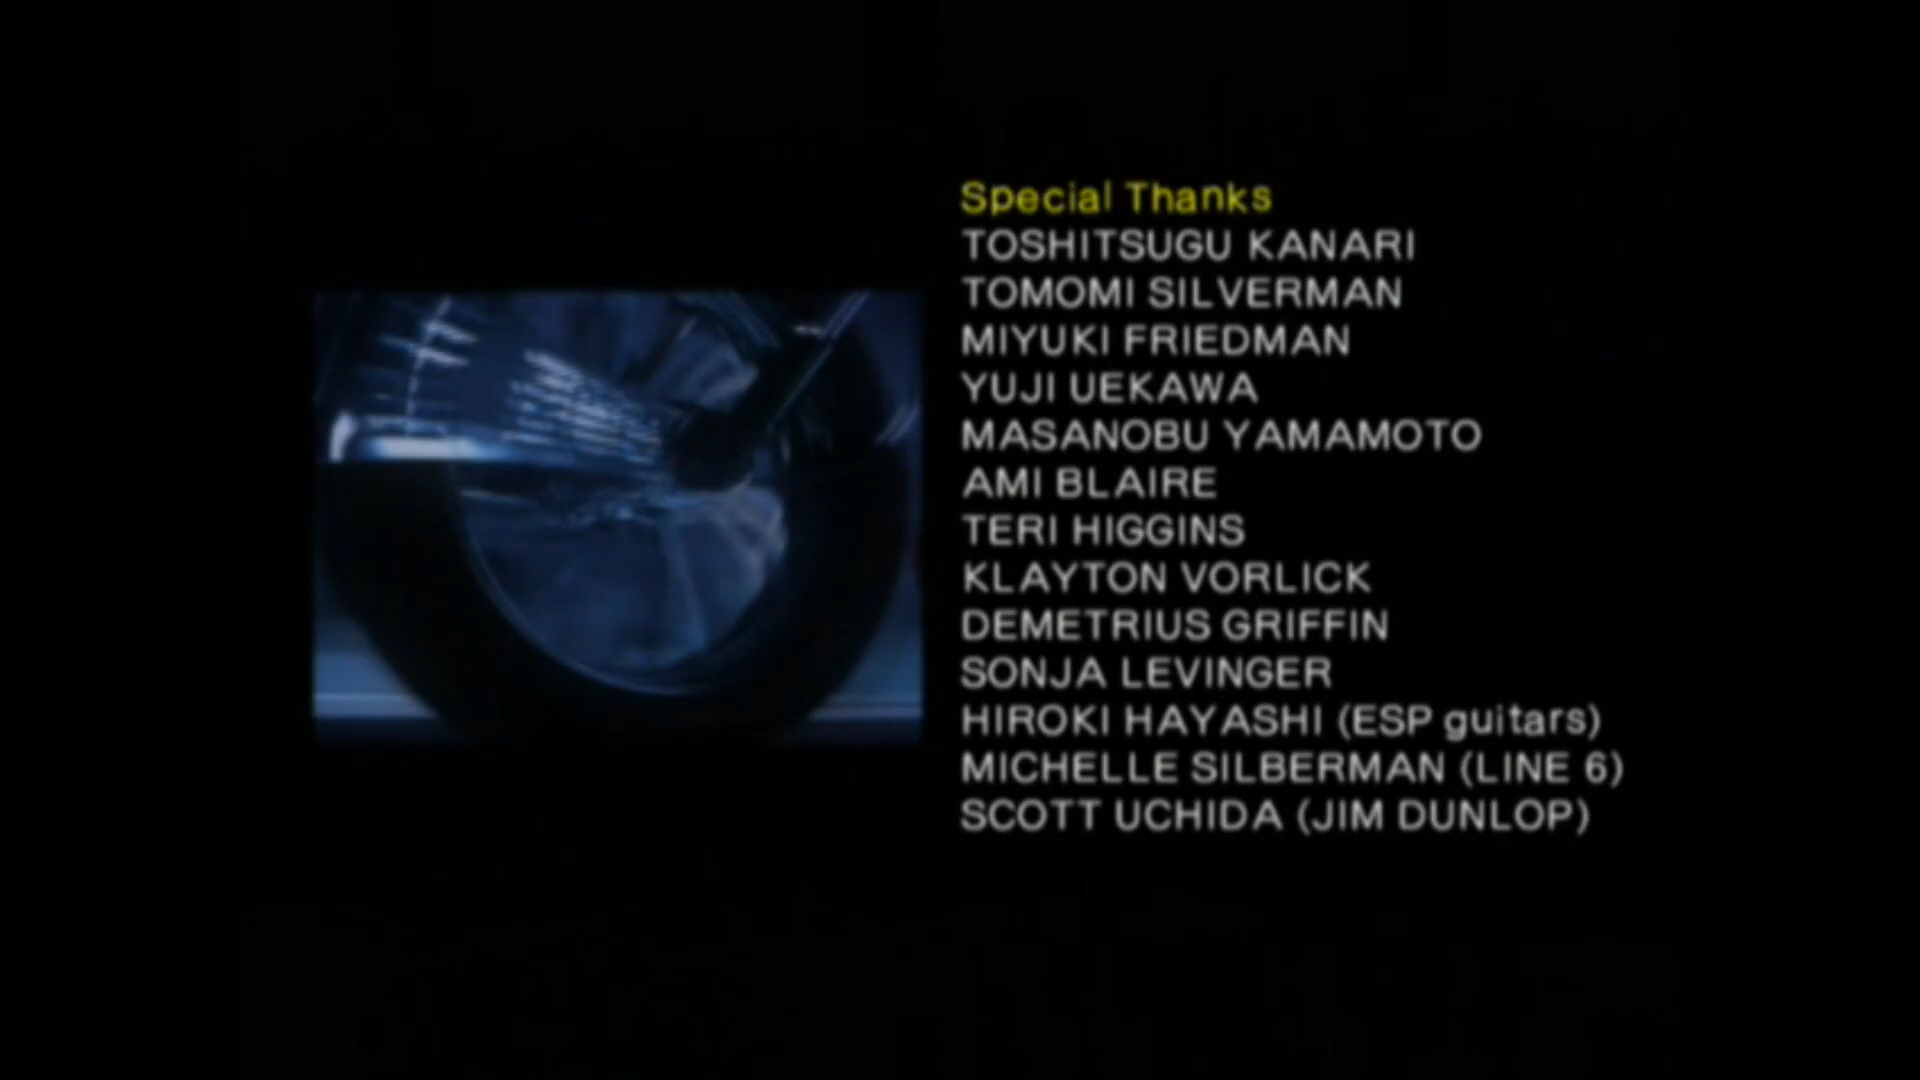 Special Thanks
TOSHITSUGU KANARI
TOMOMI SILVERMAN
MIYUKI FRIEDMAN
YUJI UEKAWA
MASANOBU YAMAMOTO
AMI BLAIRE
TERI HIGGINS
KLAYTON VORLICK
DEMETRIUS GRIFFIN
SONJA LEVINGER
HIROKI HAYASHI (ESP guitars)
MICHELLE SILBERMAN (LINE 6)
SCOTT UCHIDA (JIM DUNLOP)